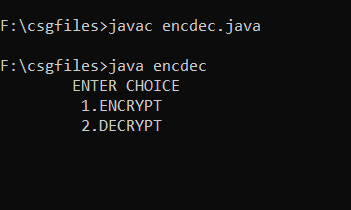 F:\csgfiles>javac encdec.java
F:\csgfiles>java encdec
ENTER CHOICE
1.ENCRYPT
2.DECRYPT